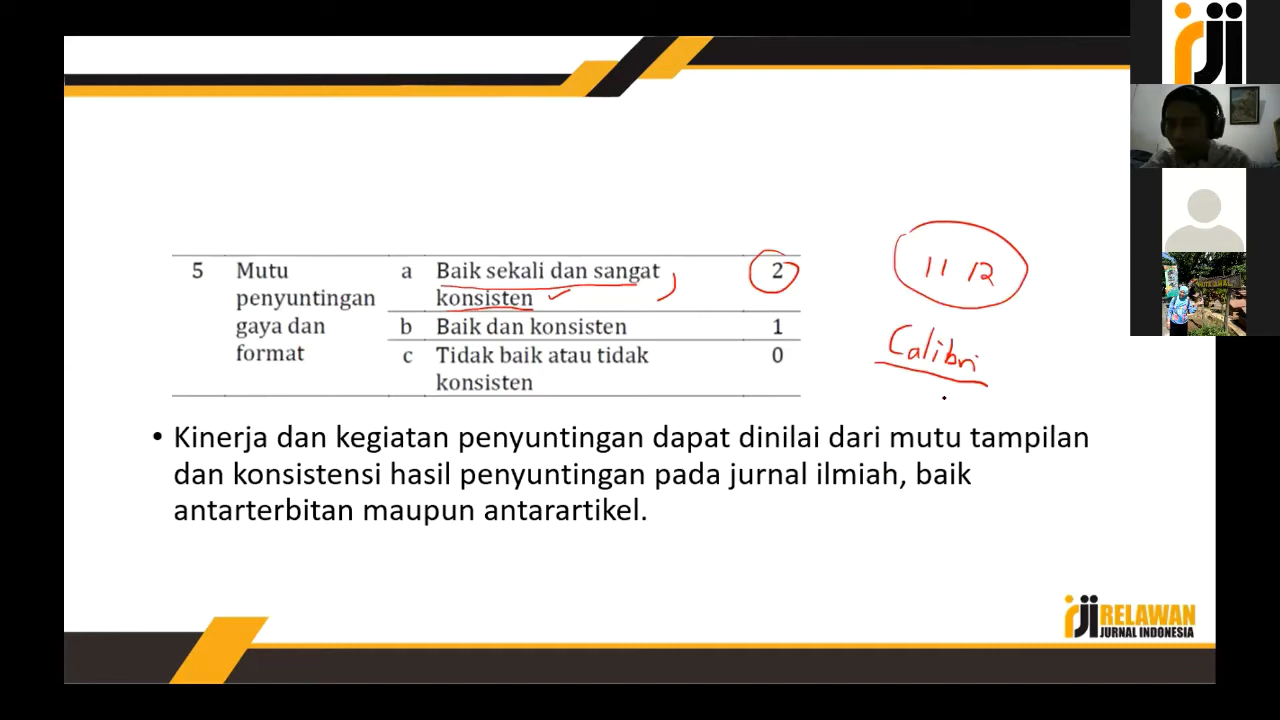 5 Mutu penyuntingan gaya dan format
a Baik sekali dan sangat konsisten 2
b Baik dan konsisten 1
c Tidak baik atau tidak konsisten 0
11 12
Calibri
• Kinerja dan kegiatan penyuntingan dapat dinilai dari mutu tampilan
dan konsistensi hasil penyuntingan pada jurnal ilmiah, baik
antarterbitan maupun antarartikel.
rji RELAWAN
JURNAL INDONESIA
rji